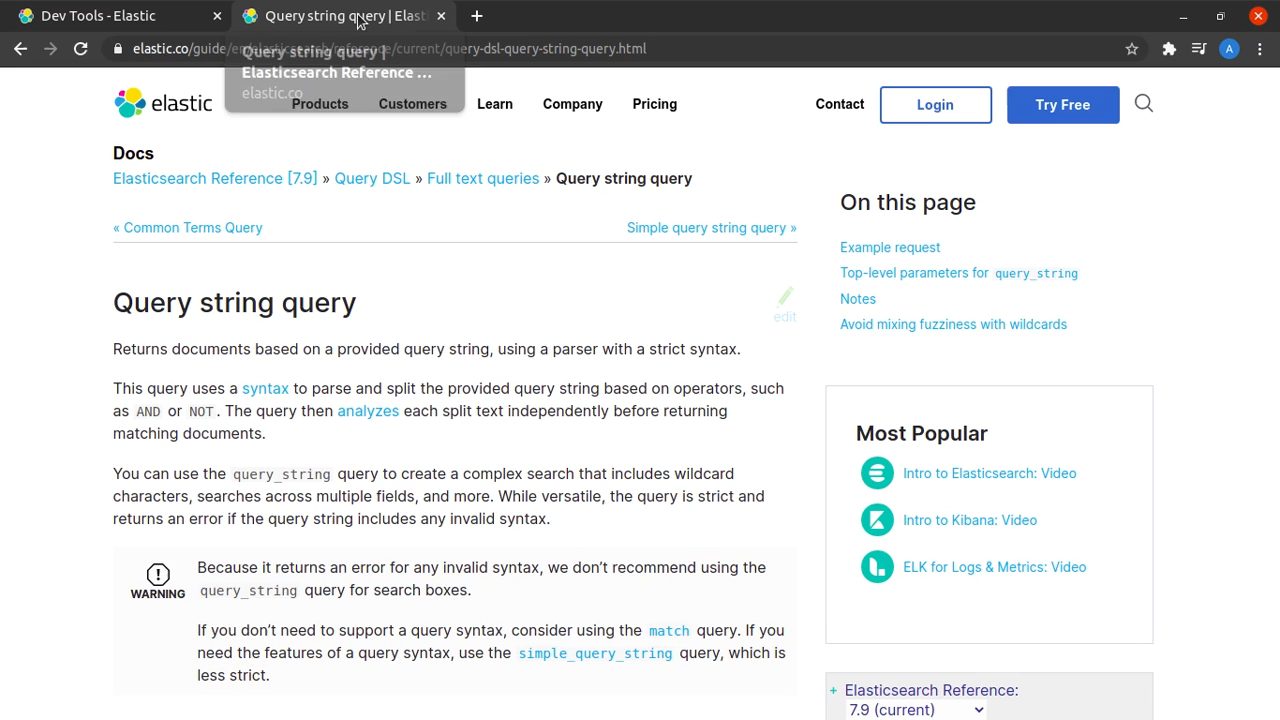 Dev Tools - Elastic
Query string query | Elasti
elastic.co/guide/en/elasticsearch/reference/current/query-dsl-query-string-query.html
A
Query string query |
Elasticsearch Reference ...
elastic.co
elastic
Products
Customers
Learn
Company
Pricing
Contact
Login
Try Free
Docs
Elasticsearch Reference [7.9] » Query DSL » Full text queries » Query string query
« Common Terms Query
Simple query string query »
Query string query
edit
Returns documents based on a provided query string, using a parser with a strict syntax.
This query uses a syntax to parse and split the provided query string based on operators, such
as AND or NOT. The query then analyzes each split text independently before returning
matching documents.
You can use the query_string query to create a complex search that includes wildcard
characters, searches across multiple fields, and more. While versatile, the query is strict and
returns an error if the query string includes any invalid syntax.
WARNING
Because it returns an error for any invalid syntax, we don't recommend using the
query_string query for search boxes.
If you don't need to support a query syntax, consider using the match query. If you
need the features of a query syntax, use the simple_query_string query, which is
less strict.
On this page
Example request
Top-level parameters for query_string
Notes
Avoid mixing fuzziness with wildcards
Most Popular
Intro to Elasticsearch: Video
Intro to Kibana: Video
ELK for Logs & Metrics: Video
+ Elasticsearch Reference:
7.9 (current)